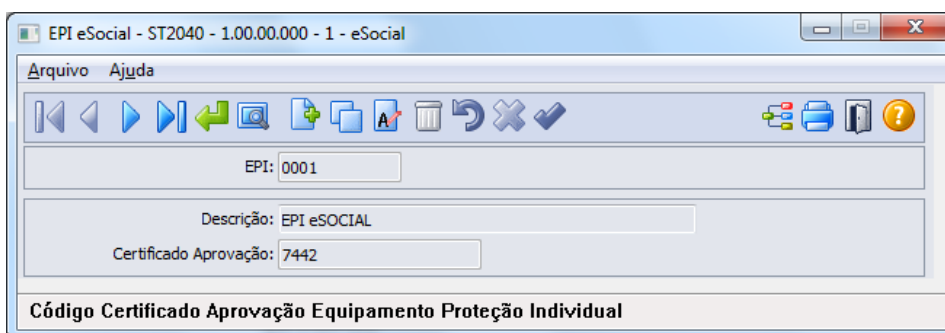 EPI eSocial - ST2040 - 1.00.00.000 - 1 - eSocial
Arquivo Ajuda
EPI: 0001
Descrição: EPI eSOCIAL
Certificado Aprovação: 7442
Código Certificado Aprovação Equipamento Proteção Individual